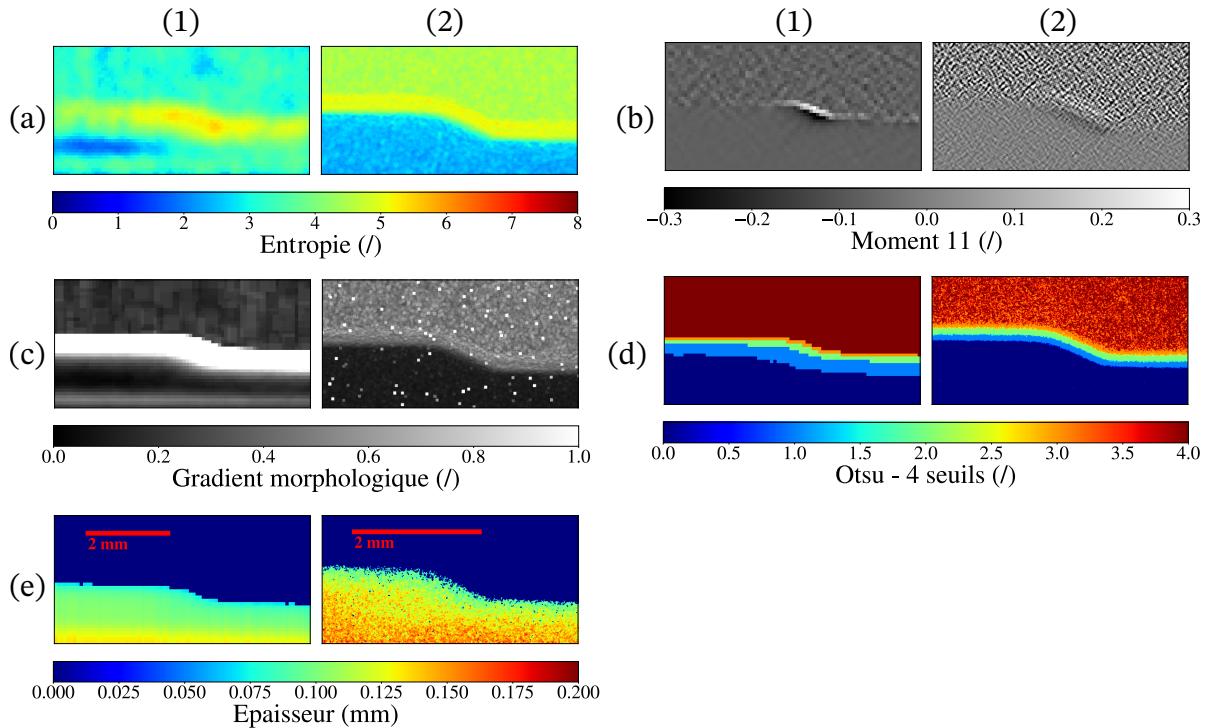 (1) (2) (1) (2)
(a) (b)
0 1 2 3 4 5 6 7 8
Entropie (/)
−0.3 −0.2 −0.1 0.0 0.1 0.2 0.3
Moment 11 (/)
(c) (d)
0.0 0.2 0.4 0.6 0.8 1.0
Gradient morphologique (/)
0.0 0.5 1.0 1.5 2.0 2.5 3.0 3.5 4.0
Otsu - 4 seuils (/)
(e)
2 mm 2 mm
0.000 0.025 0.050 0.075 0.100 0.125 0.150 0.175 0.200
Epaisseur (mm)